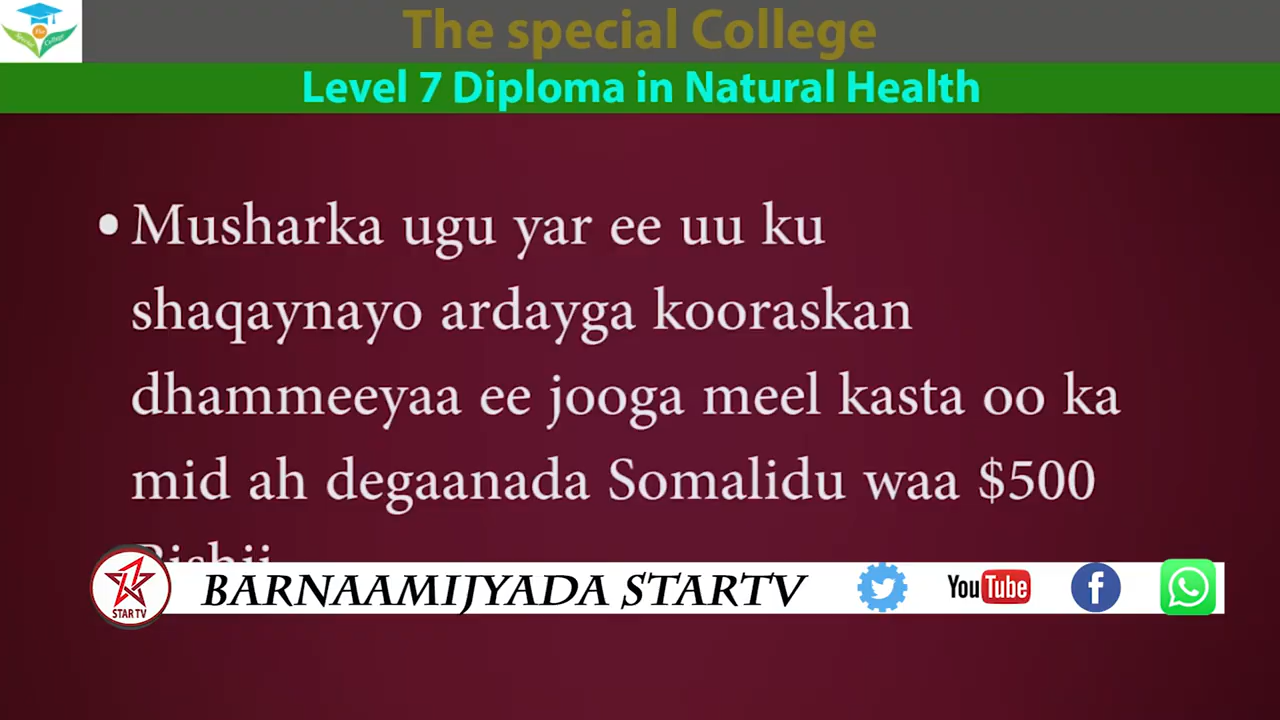 The special College
Level 7 Diploma in Natural Health
• Musharka ugu yar ee uu ku
shaqaynayo ardayga kooraskan
dhammeeyaa ee jooga meel kasta oo ka
mid ah degaanada Somalidu waa $500
Bishii
STAR TV
BARNAAMIJYADA STARTV
YouTube